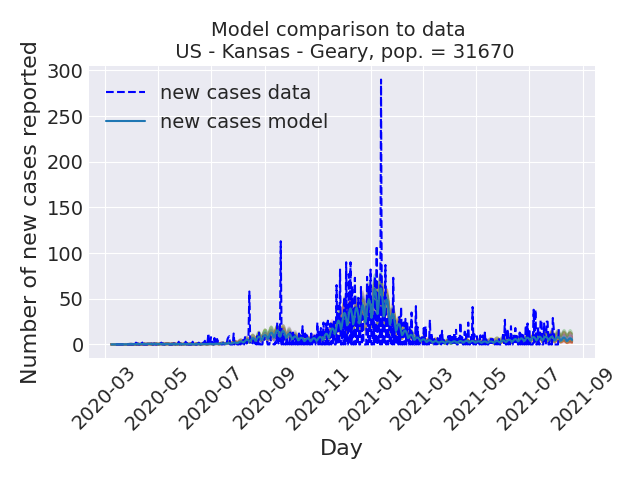 Model comparison to data
US - Kansas - Geary, pop. = 31670
new cases data
new cases model
Number of new cases reported
300
250
200
150
100
50
0
2020-03
2020-05
2020-07
2020-09
2020-11
2021-01
2021-03
2021-05
2021-07
2021-09
Day